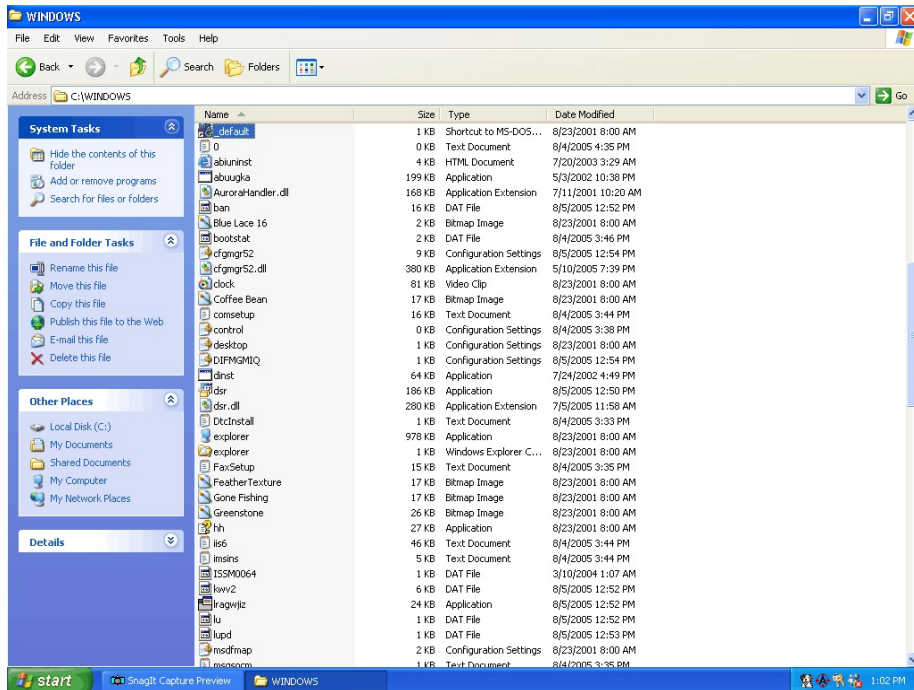 WINDOWS
File Edit View Favorites Tools Help
Back Search Folders
Address C:\WINDOWS Go
System Tasks
Hide the contents of this
folder
Add or remove programs
Search for files or folders
File and Folder Tasks
Rename this file
Move this file
Copy this file
Publish this file to the Web
E-mail this file
Delete this file
Other Places
Local Disk (C:)
My Documents
Shared Documents
My Computer
My Network Places
Details
Name Size Type Date Modified
_default 1 KB Shortcut to MS-DOS... 8/23/2001 8:00 AM
0 0 KB Text Document 8/4/2005 4:35 PM
abiuninst 4 KB HTML Document 7/20/2003 3:29 AM
abuugka 199 KB Application 5/3/2002 10:38 PM
AuroraHandler.dll 168 KB Application Extension 7/11/2001 10:20 AM
ban 16 KB DAT File 8/5/2005 12:52 PM
Blue Lace 16 2 KB Bitmap Image 8/23/2001 8:00 AM
bootstat 2 KB DAT File 8/4/2005 3:46 PM
cfgmgr52 9 KB Configuration Settings 8/5/2005 12:54 PM
cfgmgr52.dll 380 KB Application Extension 5/10/2005 7:39 PM
clock 81 KB Video Clip 8/23/2001 8:00 AM
Coffee Bean 17 KB Bitmap Image 8/23/2001 8:00 AM
comsetup 16 KB Text Document 8/4/2005 3:44 PM
control 0 KB Configuration Settings 8/4/2005 3:38 PM
desktop 1 KB Configuration Settings 8/23/2001 8:00 AM
DIFMGMIQ 1 KB Configuration Settings 8/5/2005 12:54 PM
dinst 64 KB Application 7/24/2002 4:49 PM
dsr 186 KB Application 8/5/2005 12:50 PM
dsr.dll 280 KB Application Extension 7/5/2005 11:58 AM
DtcInstall 1 KB Text Document 8/4/2005 3:33 PM
explorer 978 KB Application 8/23/2001 8:00 AM
explorer 1 KB Windows Explorer C... 8/23/2001 8:00 AM
FaxSetup 15 KB Text Document 8/4/2005 3:35 PM
FeatherTexture 17 KB Bitmap Image 8/23/2001 8:00 AM
Gone Fishing 17 KB Bitmap Image 8/23/2001 8:00 AM
Greenstone 26 KB Bitmap Image 8/23/2001 8:00 AM
hh 27 KB Application 8/23/2001 8:00 AM
iis6 46 KB Text Document 8/4/2005 3:44 PM
imsins 5 KB Text Document 8/4/2005 3:44 PM
ISSM0064 1 KB DAT File 3/10/2004 1:07 AM
kwv2 6 KB DAT File 8/5/2005 12:52 PM
lragwjiz 24 KB Application 8/5/2005 12:52 PM
lu 1 KB DAT File 8/5/2005 12:52 PM
lupd 1 KB DAT File 8/5/2005 12:53 PM
msdfmap 2 KB Configuration Settings 8/23/2001 8:00 AM
msgsocm 1 KB Text Document 8/4/2005 3:35 PM
start SnagIt Capture Preview WINDOWS 1:02 PM